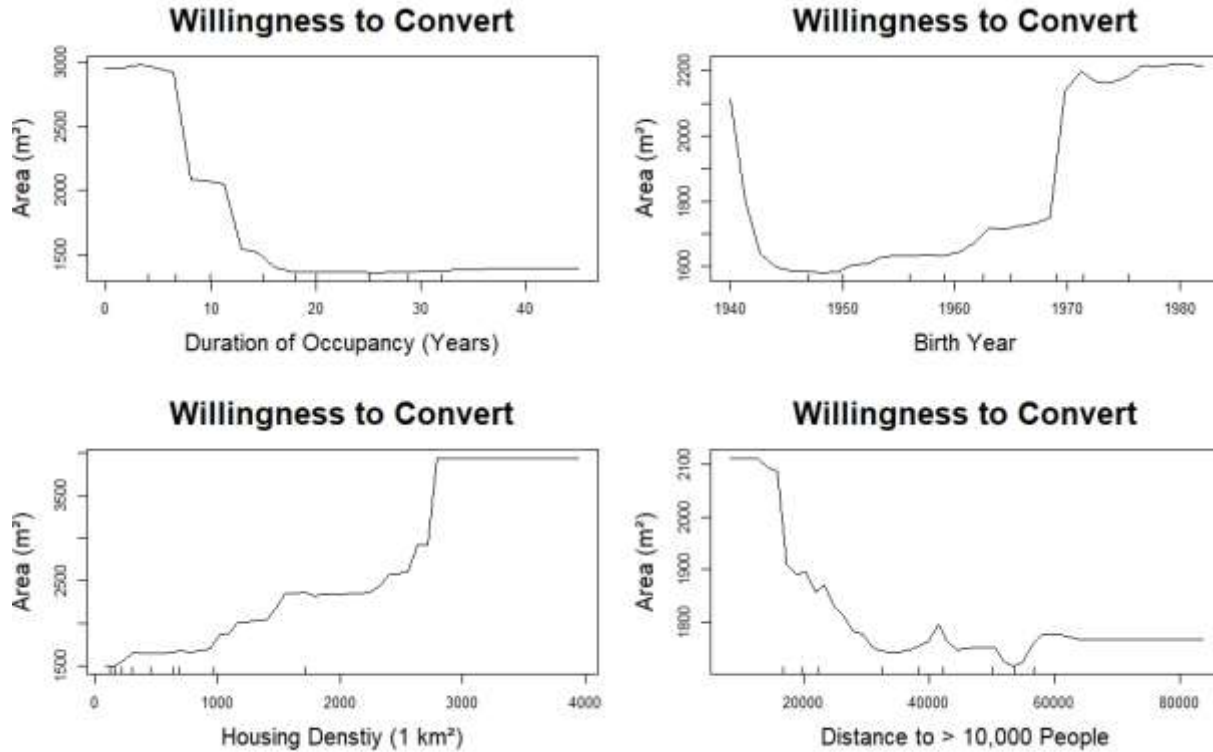 Willingness to Convert
Area (m²)
3000
2500
2000
1500
0 10 20 30 40
Duration of Occupancy (Years)
Willingness to Convert
Area (m²)
2200
2000
1800
1600
1940 1950 1960 1970 1980
Birth Year
Willingness to Convert
Area (m²)
3500
2500
1500
0 1000 2000 3000 4000
Housing Denstiy (1 km²)
Willingness to Convert
Area (m²)
2100
2000
1900
1800
20000 40000 60000 80000
Distance to > 10,000 People